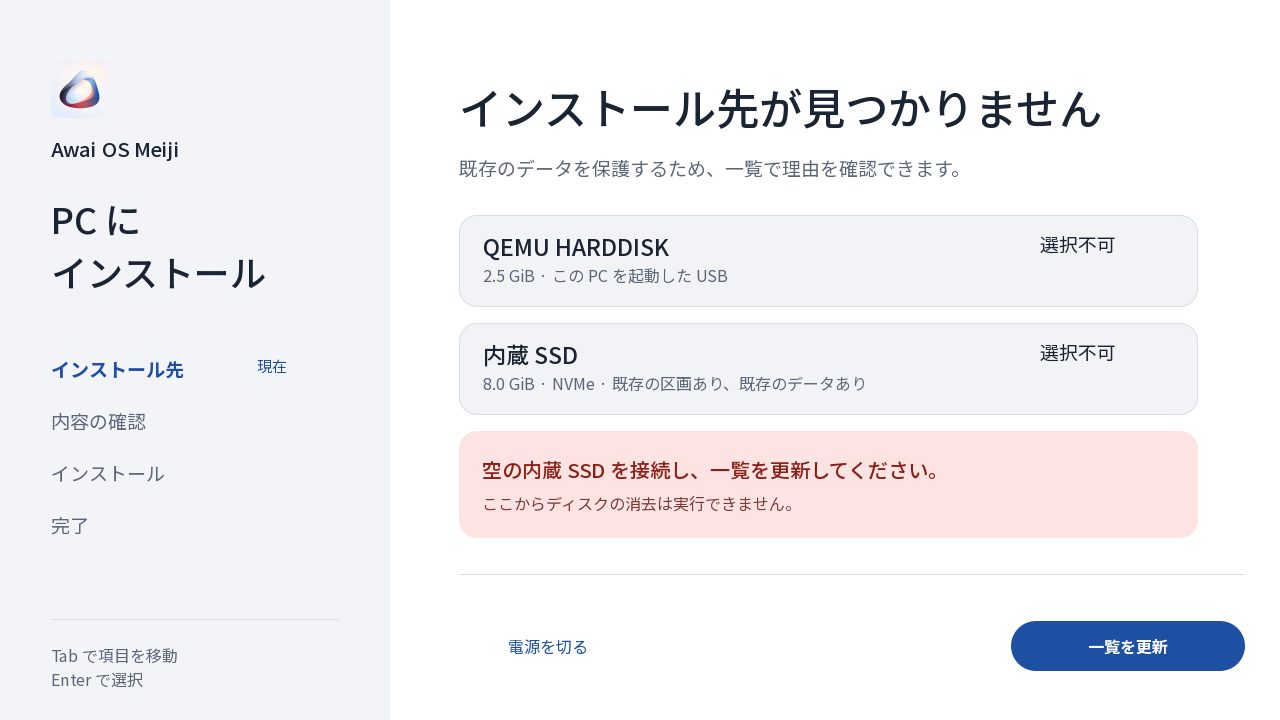 Awai OS Meiji
PC に
インストール
インストール先 現在
内容の確認
インストール
完了
Tab で項目を移動
Enter で選択
インストール先が見つかりません
既存のデータを保護するため、一覧で理由を確認できます。
QEMU HARDDISK 選択不可
2.5 GiB · この PC を起動した USB
内蔵 SSD 選択不可
8.0 GiB · NVMe · 既存の区画あり、既存のデータあり
空の内蔵 SSD を接続し、一覧を更新してください。
ここからディスクの消去は実行できません。
電源を切る 一覧を更新